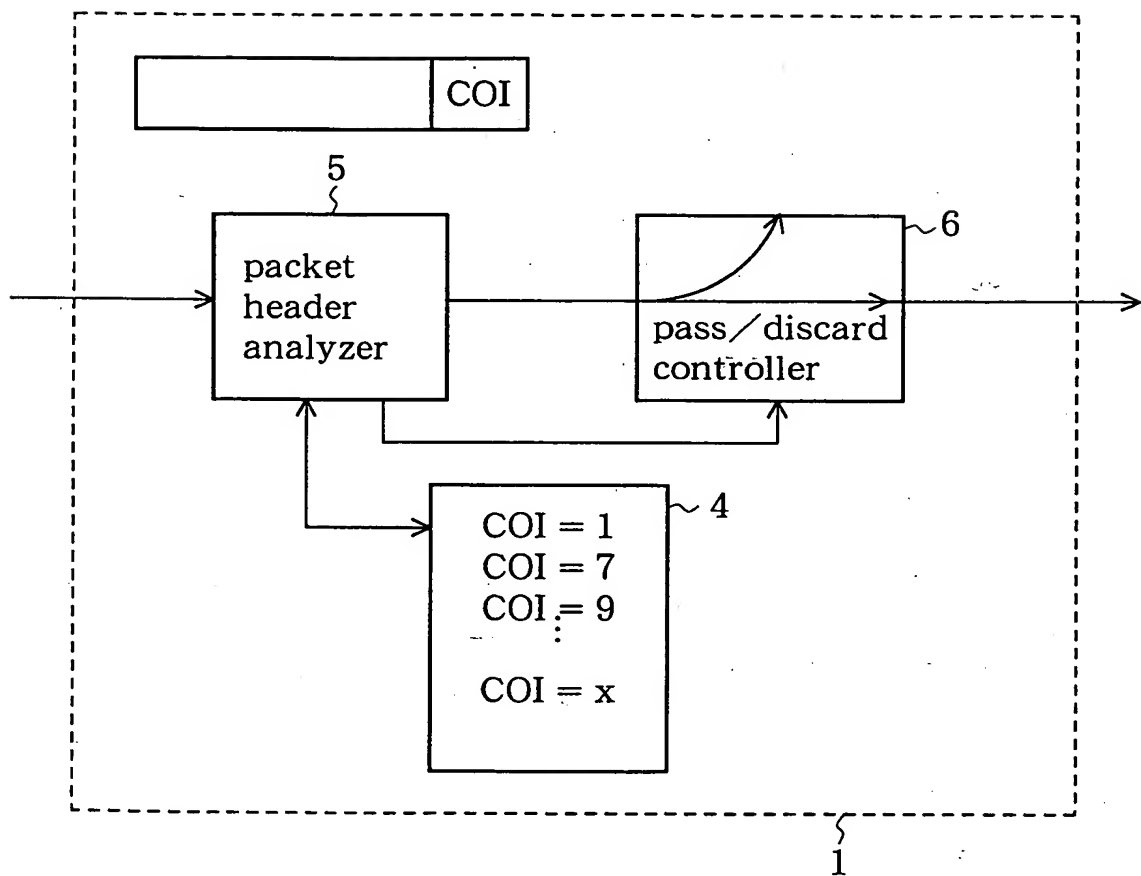 COI
5
packet
header
analyzer
6
pass／discard
controller
4
COI = 1
COI = 7
COI = 9
⋮
COI = x
1